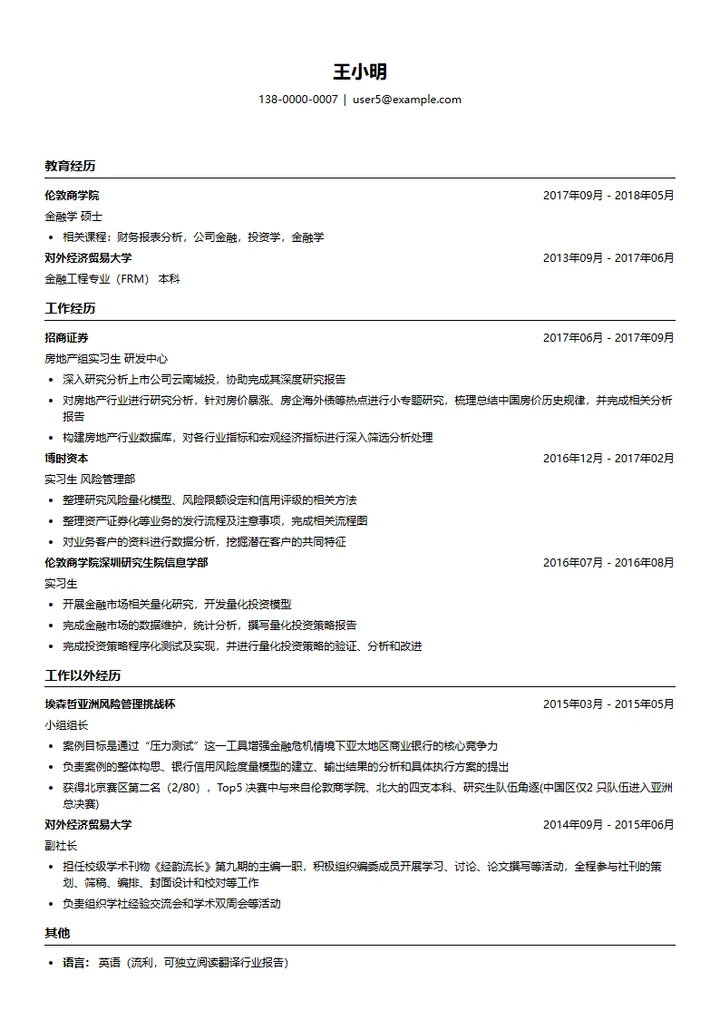 王小明
138-0000-0007 | user5@example.com
教育经历
伦敦商学院 2017年09月 - 2018年05月
金融学 硕士
• 相关课程：财务报表分析，公司金融，投资学，金融学
对外经济贸易大学 2013年09月 - 2017年06月
金融工程专业（FRM） 本科
工作经历
招商证券 2017年06月 - 2017年09月
房地产组实习生 研发中心
• 深入研究分析上市公司云南城投，协助完成其深度研究报告
• 对房地产行业进行研究分析，针对房价暴涨、房企海外债等热点进行小专题研究，梳理总结中国房价历史规律，并完成相关分析
报告
• 构建房地产行业数据库，对各行业指标和宏观经济指标进行深入筛选分析处理
博时资本 2016年12月 - 2017年02月
实习生 风险管理部
• 整理研究风险量化模型、风险限额设定和信用评级的相关方法
• 整理资产证券化等业务的发行流程及注意事项，完成相关流程图
• 对业务客户的资料进行数据分析，挖掘潜在客户的共同特征
伦敦商学院深圳研究生院信息学部 2016年07月 - 2016年08月
实习生
• 开展金融市场相关量化研究，开发量化投资模型
• 完成金融市场的数据维护，统计分析，撰写量化投资策略报告
• 完成投资策略程序化测试及实现，并进行量化投资策略的验证、分析和改进
工作以外经历
埃森哲亚洲风险管理挑战杯 2015年03月 - 2015年05月
小组组长
• 案例目标是通过“压力测试”这一工具增强金融危机情境下亚太地区商业银行的核心竞争力
• 负责案例的整体构思、银行信用风险度量模型的建立、输出结果的分析和具体执行方案的提出
• 获得北京赛区第二名（2/80），Top5 决赛中与来自伦敦商学院、北大的四支本科、研究生队伍角逐(中国区仅2 只队伍进入亚洲
总决赛)
对外经济贸易大学 2014年09月 - 2015年06月
副社长
• 担任校级学术刊物《经韵流长》第九期的主编一职，积极组织编委成员开展学习、讨论、论文撰写等活动，全程参与社刊的策
划、筛稿、编排、封面设计和校对等工作
• 负责组织学社经验交流会和学术双周会等活动
其他
• 语言： 英语（流利，可独立阅读翻译行业报告）